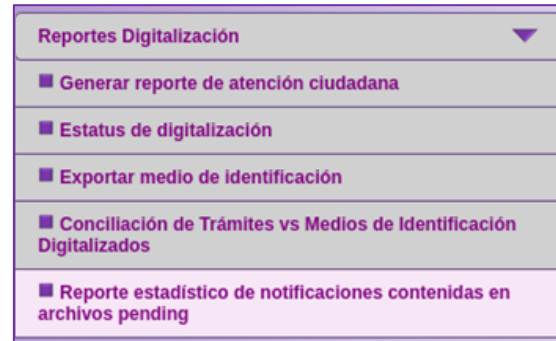 Reportes Digitalización
Generar reporte de atención ciudadana
Estatus de digitalización
Exportar medio de identificación
Conciliación de Trámites vs Medios de Identificación
Digitalizados
Reporte estadístico de notificaciones contenidas en
archivos pending